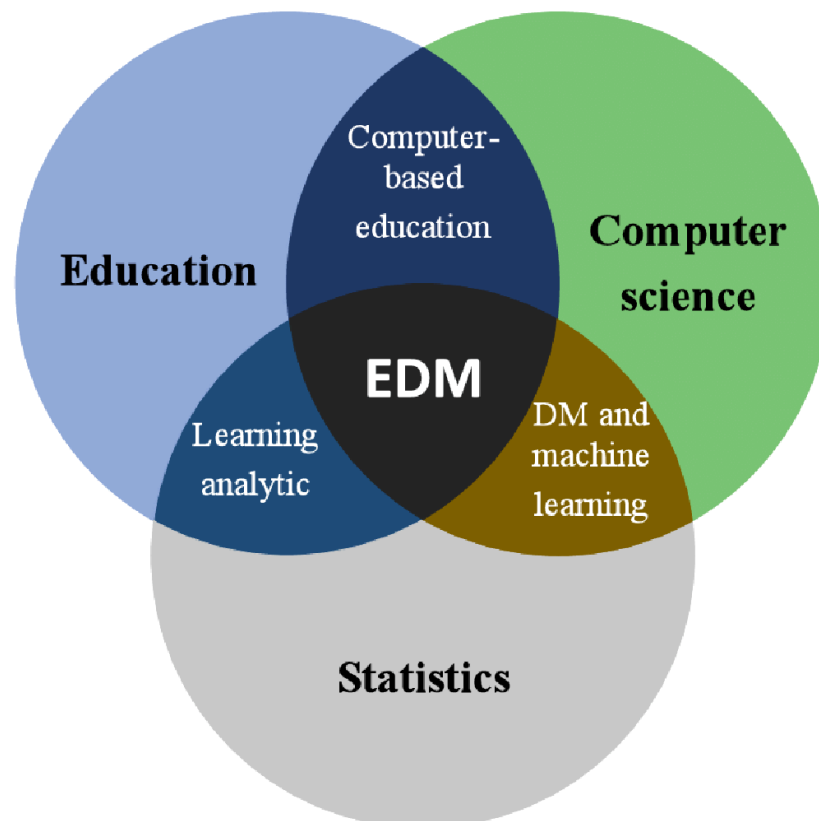 Computer-
based
education
Education
Computer
science
EDM
Learning
analytic
DM and
machine
learning
Statistics